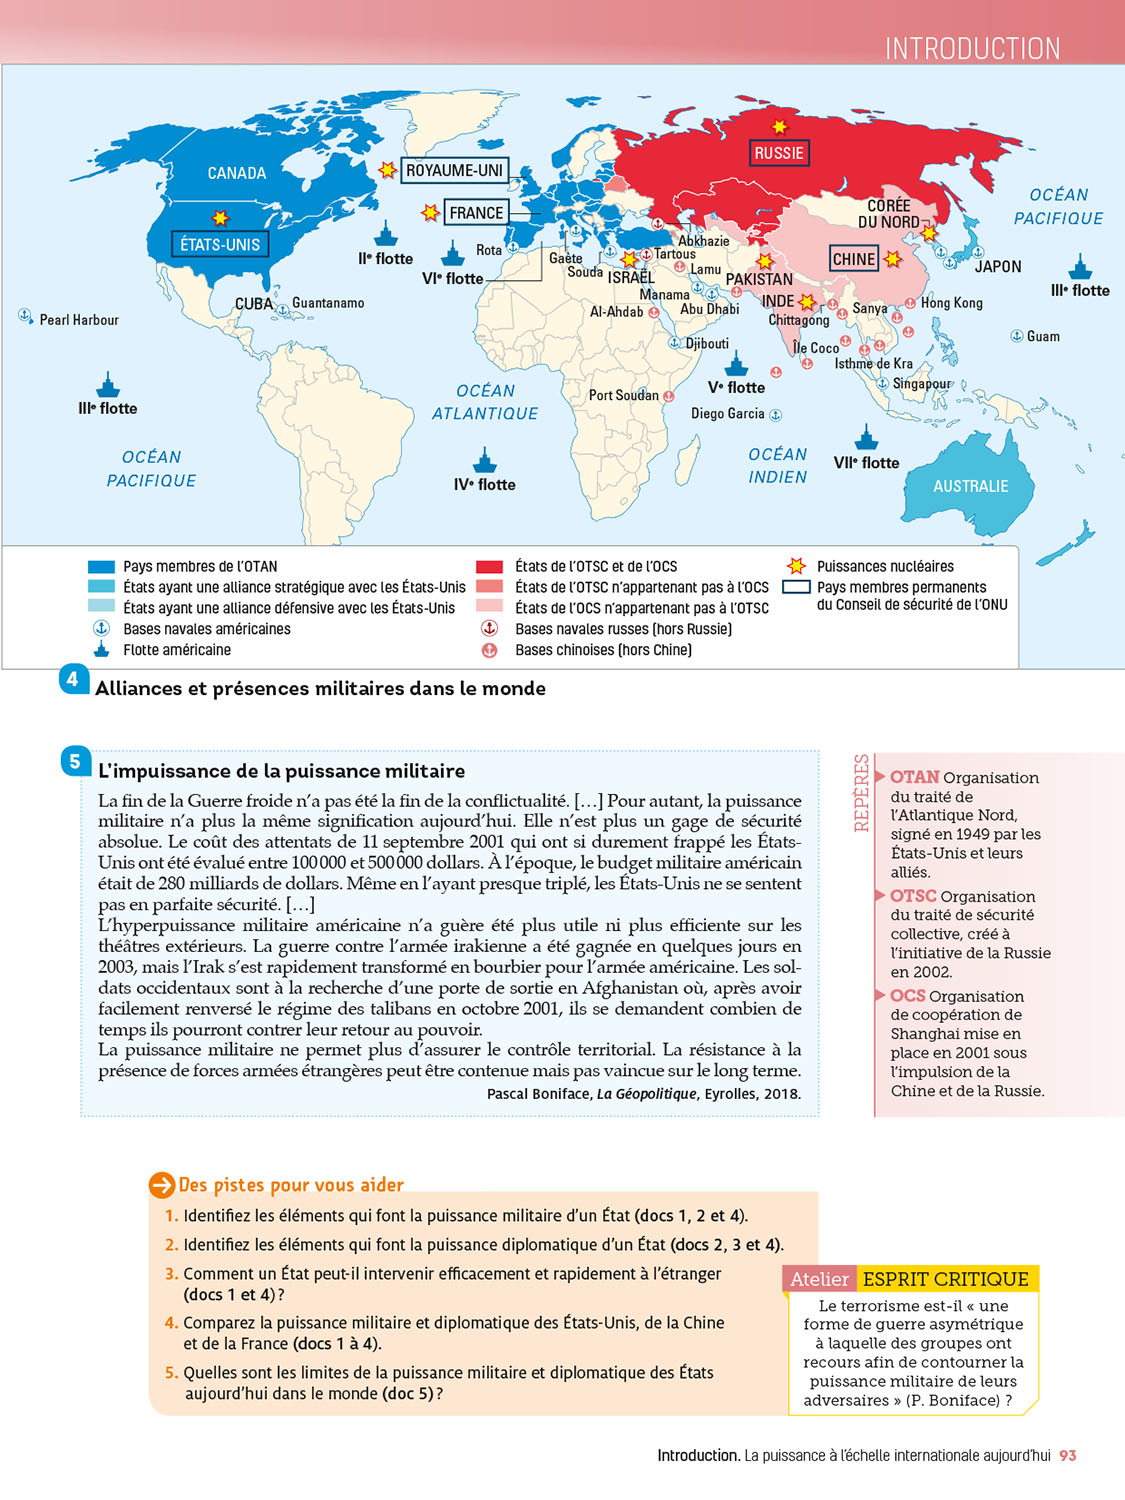 INTRODUCTION
CANADA
ROYAUME-UNI
RUSSIE
FRANCE
ÉTATS-UNIS
IIe flotte
VIe flotte
Rota
Gaète
Souda
ISRAËL
Tartous
Abkhazie
Lamu
PAKISTAN
CHINE
CORÉE
DU NORD
OCÉAN
PACIFIQUE
JAPON
IIIe flotte
CUBA
Guantanamo
Pearl Harbour
Manama
Al-Ahdab
Abu Dhabi
INDE
Chittagong
Sanya
Hong Kong
Guam
Djibouti
Île Coco
Isthme de Kra
Singapour
Ve flotte
Port Soudan
Diego Garcia
IIIe flotte
OCÉAN
ATLANTIQUE
OCÉAN
PACIFIQUE
IVe flotte
OCÉAN
INDIEN
VIIe flotte
AUSTRALIE
Pays membres de l'OTAN
États ayant une alliance stratégique avec les États-Unis
États ayant une alliance défensive avec les États-Unis
Bases navales américaines
Flotte américaine
États de l'OTSC et de l'OCS
États de l'OTSC n'appartenant pas à l'OCS
États de l'OCS n'appartenant pas à l'OTSC
Bases navales russes (hors Russie)
Bases chinoises (hors Chine)
Puissances nucléaires
Pays membres permanents
du Conseil de sécurité de l'ONU
4 Alliances et présences militaires dans le monde
5 L'impuissance de la puissance militaire
La fin de la Guerre froide n'a pas été la fin de la conflictualité. […] Pour autant, la puissance
militaire n'a plus la même signification aujourd'hui. Elle n'est plus un gage de sécurité
absolue. Le coût des attentats de 11 septembre 2001 qui ont si durement frappé les États-
Unis ont été évalué entre 100 000 et 500 000 dollars. À l'époque, le budget militaire américain
était de 280 milliards de dollars. Même en l'ayant presque triplé, les États-Unis ne se sentent
pas en parfaite sécurité. […]
L'hyperpuissance militaire américaine n'a guère été plus utile ni plus efficiente sur les
théâtres extérieurs. La guerre contre l'armée irakienne a été gagnée en quelques jours en
2003, mais l'Irak s'est rapidement transformé en bourbier pour l'armée américaine. Les sol-
dats occidentaux sont à la recherche d'une porte de sortie en Afghanistan où, après avoir
facilement renversé le régime des talibans en octobre 2001, ils se demandent combien de
temps ils pourront contrer leur retour au pouvoir.
La puissance militaire ne permet plus d'assurer le contrôle territorial. La résistance à la
présence de forces armées étrangères peut être contenue mais pas vaincue sur le long terme.
Pascal Boniface, La Géopolitique, Eyrolles, 2018.
REPÈRES
OTAN Organisation
du traité de
l'Atlantique Nord,
signé en 1949 par les
États-Unis et leurs
alliés.
OTSC Organisation
du traité de sécurité
collective, créé à
l'initiative de la Russie
en 2002.
OCS Organisation
de coopération de
Shanghai mise en
place en 2001 sous
l'impulsion de la
Chine et de la Russie.
Des pistes pour vous aider
1. Identifiez les éléments qui font la puissance militaire d'un État (docs 1, 2 et 4).
2. Identifiez les éléments qui font la puissance diplomatique d'un État (docs 2, 3 et 4).
3. Comment un État peut-il intervenir efficacement et rapidement à l'étranger
(docs 1 et 4) ?
4. Comparez la puissance militaire et diplomatique des États-Unis, de la Chine
et de la France (docs 1 à 4).
5. Quelles sont les limites de la puissance militaire et diplomatique des États
aujourd'hui dans le monde (doc 5) ?
Atelier ESPRIT CRITIQUE
Le terrorisme est-il « une
forme de guerre asymétrique
à laquelle des groupes ont
recours afin de contourner la
puissance militaire de leurs
adversaires » (P. Boniface) ?
Introduction. La puissance à l'échelle internationale aujourd'hui 93